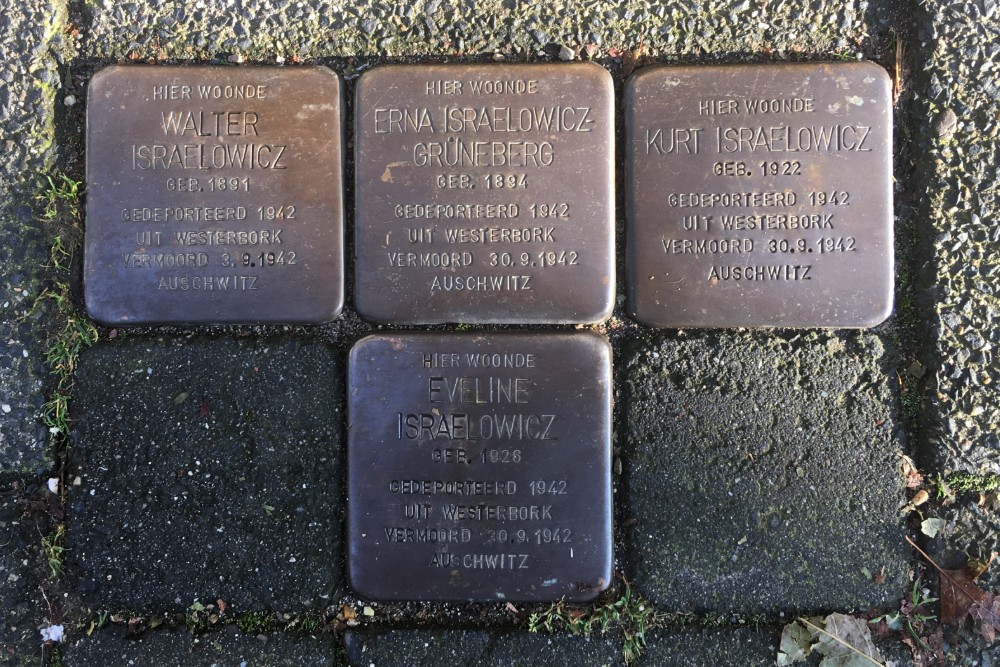 HIER WOONDE
WALTER
ISRAELOWICZ
GEB. 1891
GEDEPORTEERD 1942
UIT WESTERBORK
VERMOORD 3.9.1942
AUSCHWITZ
HIER WOONDE
ERNA ISRAELOWICZ-
GRÜNEBERG
GEB. 1894
GEDEPORTEERD 1942
UIT WESTERBORK
VERMOORD 30.9.1942
AUSCHWITZ
HIER WOONDE
KURT ISRAELOWICZ
GEB. 1922
GEDEPORTEERD 1942
UIT WESTERBORK
VERMOORD 30.9.1942
AUSCHWITZ
HIER WOONDE
EVELINE
ISRAELOWICZ
GEB. 1926
GEDEPORTEERD 1942
UIT WESTERBORK
VERMOORD 30.9.1942
AUSCHWITZ